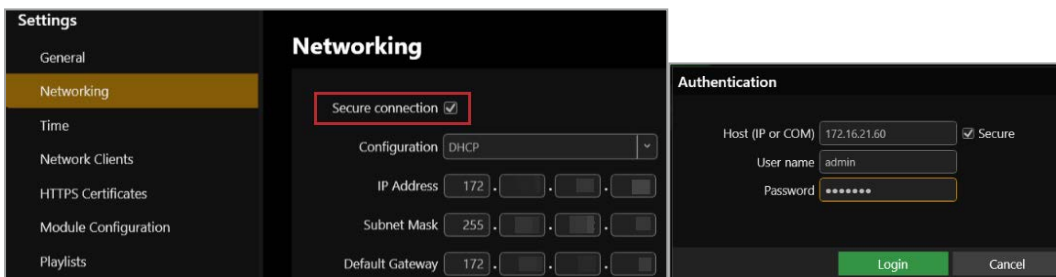 Settings
General
Networking
Time
Network Clients
HTTPS Certificates
Module Configuration
Playlists
Networking
Secure connection
Configuration DHCP
IP Address 172 . . .
Subnet Mask 255 . . .
Default Gateway 172 . . .
Authentication
Host (IP or COM) 172.16.21.60 Secure
User name admin
Password •••••••
Login Cancel